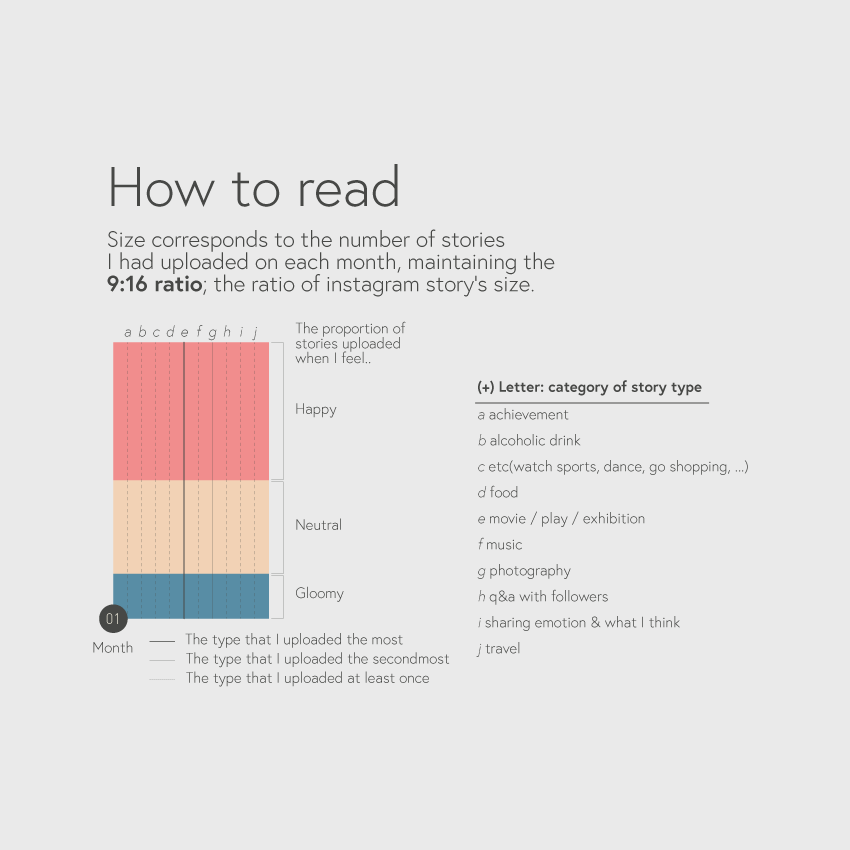 How to read
Size corresponds to the number of stories
I had uploaded on each month, maintaining the
9:16 ratio; the ratio of instagram story's size.
a b c d e f g h i j
The proportion of
stories uploaded
when I feel..
Happy
Neutral
Gloomy
01
Month
The type that I uploaded the most
The type that I uploaded the secondmost
The type that I uploaded at least once
(+) Letter: category of story type
a achievement
b alcoholic drink
c etc(watch sports, dance, go shopping, ...)
d food
e movie / play / exhibition
f music
g photography
h q&a with followers
i sharing emotion & what I think
j travel